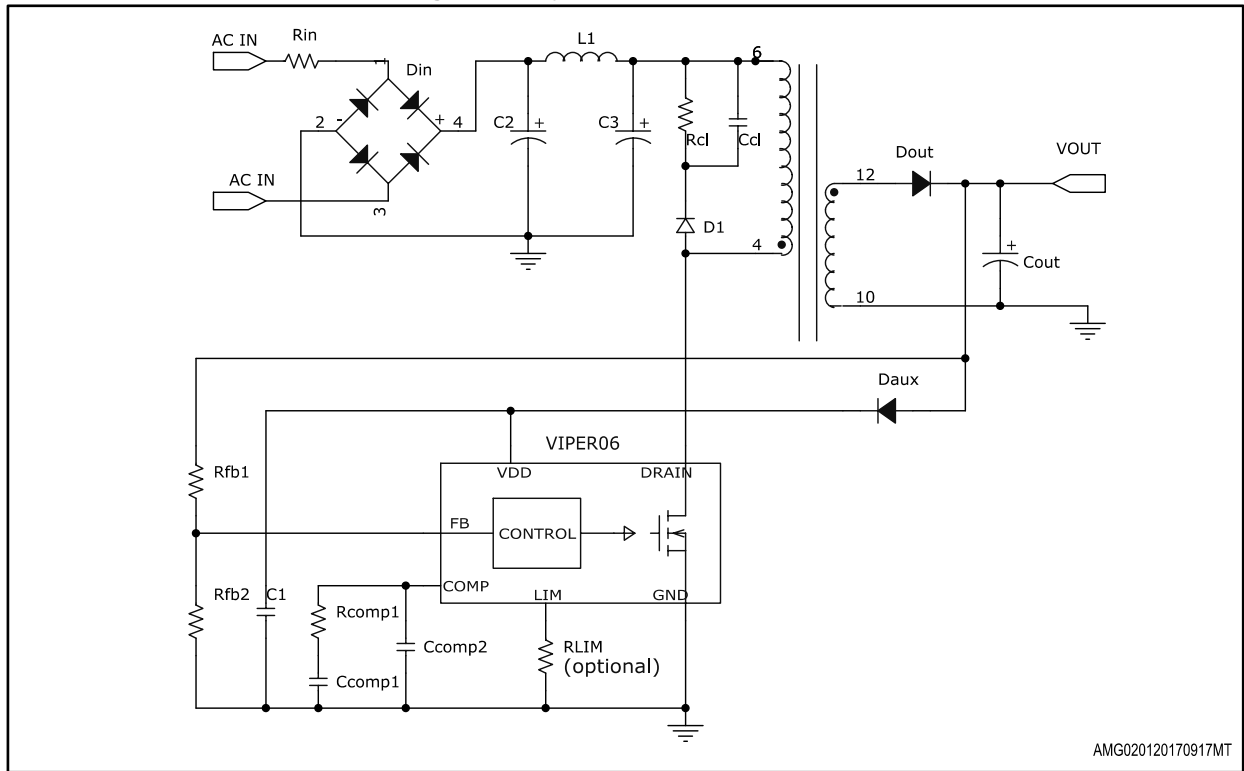 AC IN
Rin
1
Din
2
-
+
4
AC IN
3
L1
C2
+
C3
+
Rcl
Ccl
D1
6
4
12
10
Dout
VOUT
+
Cout
Daux
VIPER06
VDD
DRAIN
FB
CONTROL
COMP
LIM
GND
Rfb1
Rfb2
C1
Rcomp1
Ccomp1
Ccomp2
RLIM
(optional)
AMG020120170917MT